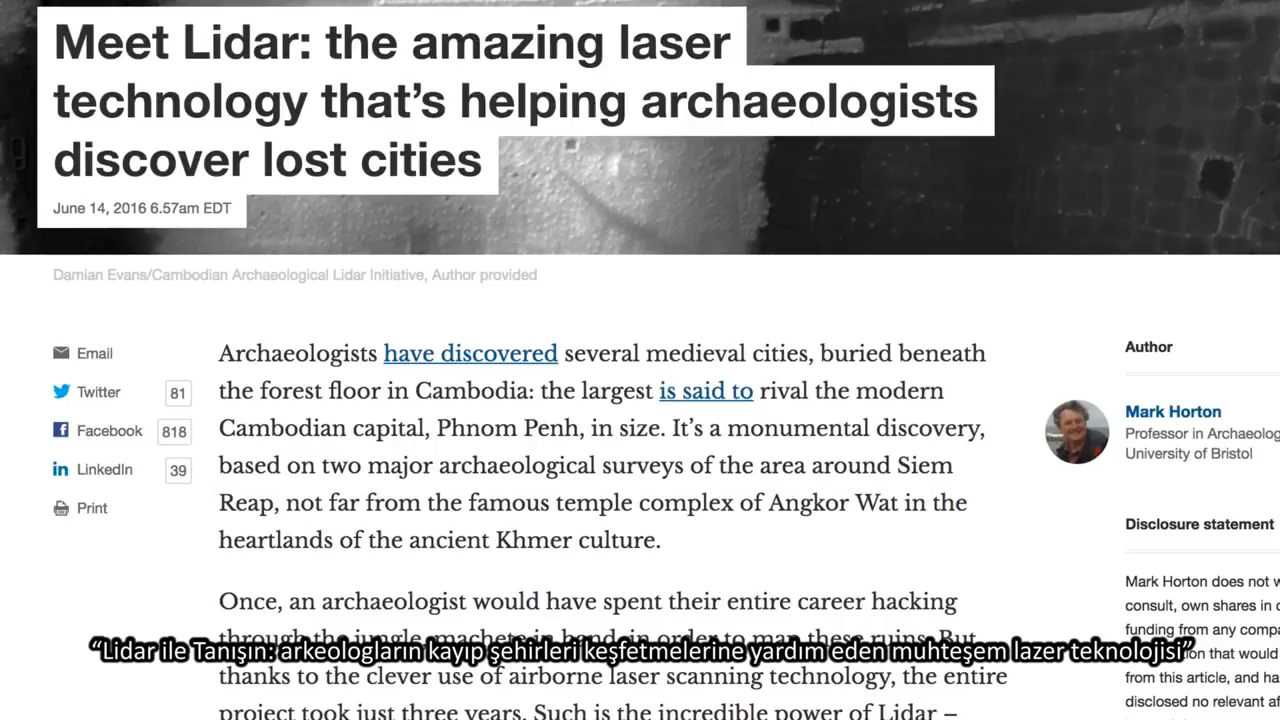 Meet Lidar: the amazing laser
technology that's helping archaeologists
discover lost cities
June 14, 2016 6.57am EDT
Damian Evans/Cambodian Archaeological Lidar Initiative, Author provided
Email
Twitter 81
Facebook 818
LinkedIn 39
Print
Archaeologists have discovered several medieval cities, buried beneath
the forest floor in Cambodia: the largest is said to rival the modern
Cambodian capital, Phnom Penh, in size. It's a monumental discovery,
based on two major archaeological surveys of the area around Siem
Reap, not far from the famous temple complex of Angkor Wat in the
heartlands of the ancient Khmer culture.
Once, an archaeologist would have spent their entire career hacking
through the jungle, machete in hand, in order to map these ruins. But
thanks to the clever use of airborne laser scanning technology, the entire
project took just three years. Such is the incredible power of Lidar –
Author
Mark Horton
Professor in Archaeolog
University of Bristol
Disclosure statement
Mark Horton does not w
consult, own shares in o
funding from any compa
on that would
from this article, and ha
disclosed no relevant af
“Lidar ile Tanışın: arkeologların kayıp şehirleri keşfetmelerine yardım eden muhteşem lazer teknolojisi”